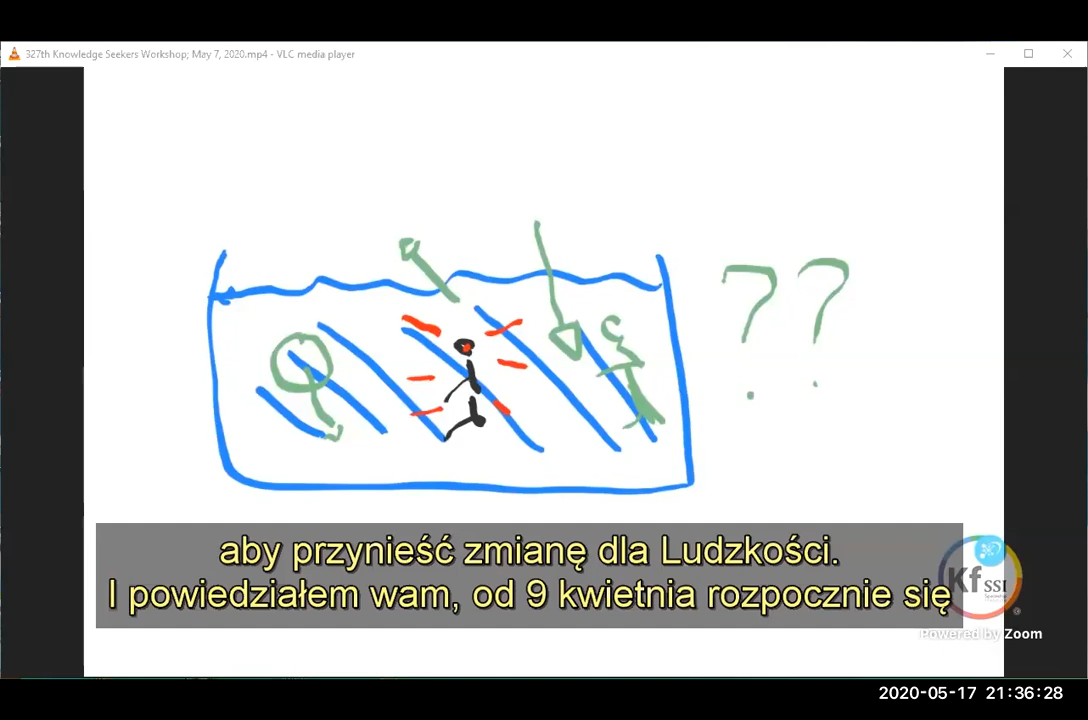 327th Knowledge Seekers Workshop; May 7, 2020.mp4 - VLC media player
? ?
aby przynieść zmianę dla Ludzkości.
I powiedziałem wam, od 9 kwietnia rozpocznie się
Kf SSI
Powered by Zoom
2020-05-17 21:36:28